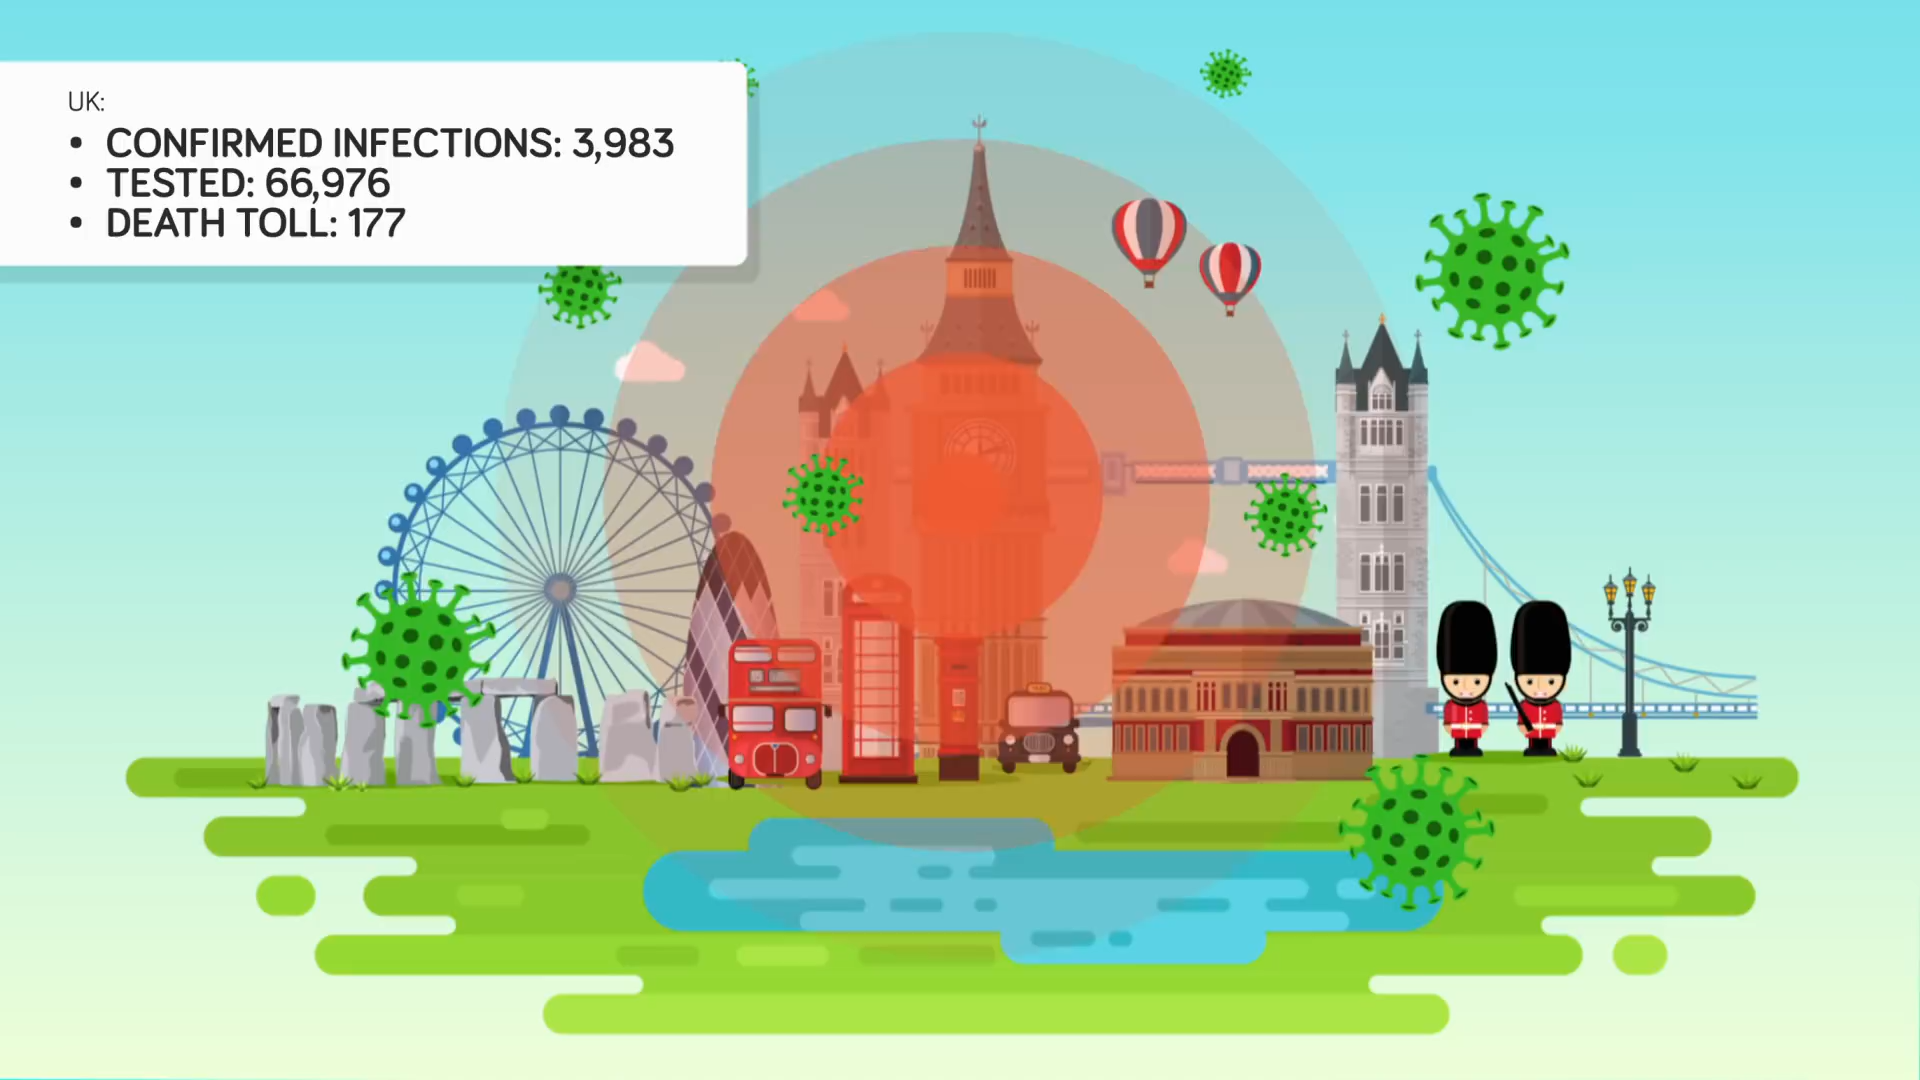 UK:
• CONFIRMED INFECTIONS: 3,983
• TESTED: 66,976
• DEATH TOLL: 177